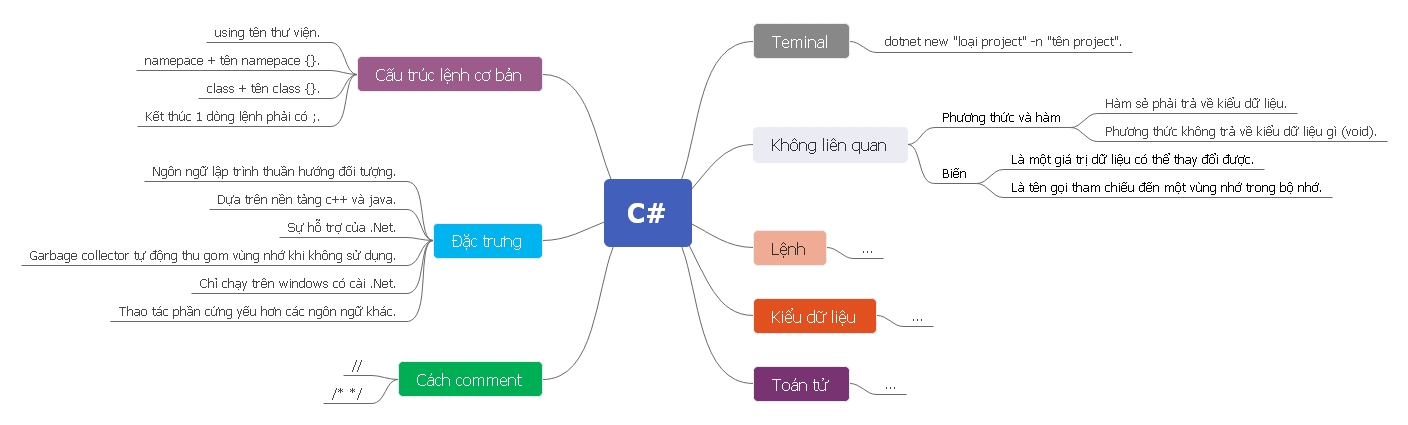 C#
Cấu trúc lệnh cơ bản
using tên thư viện.
namepace + tên namepace {}.
class + tên class {}.
Kết thúc 1 dòng lệnh phải có ;.
Đặc trưng
Ngôn ngữ lập trình thuần hướng đối tượng.
Dựa trên nền tảng c++ và java.
Sự hỗ trợ của .Net.
Garbage collector tự động thu gom vùng nhớ khi không sử dụng.
Chỉ chạy trên windows có cài .Net.
Thao tác phần cứng yếu hơn các ngôn ngữ khác.
Cách comment
//
/* */
Teminal
dotnet new "loại project" -n "tên project".
Không liên quan
Phương thức và hàm
Hàm sẻ phải trả về kiểu dữ liệu.
Phương thức không trả về kiểu dữ liệu gì (void).
Biến
Là một giá trị dữ liệu có thể thay đổi được.
Là tên gọi tham chiếu đến một vùng nhớ trong bộ nhớ.
Lệnh
...
Kiểu dữ liệu
...
Toán tử
...